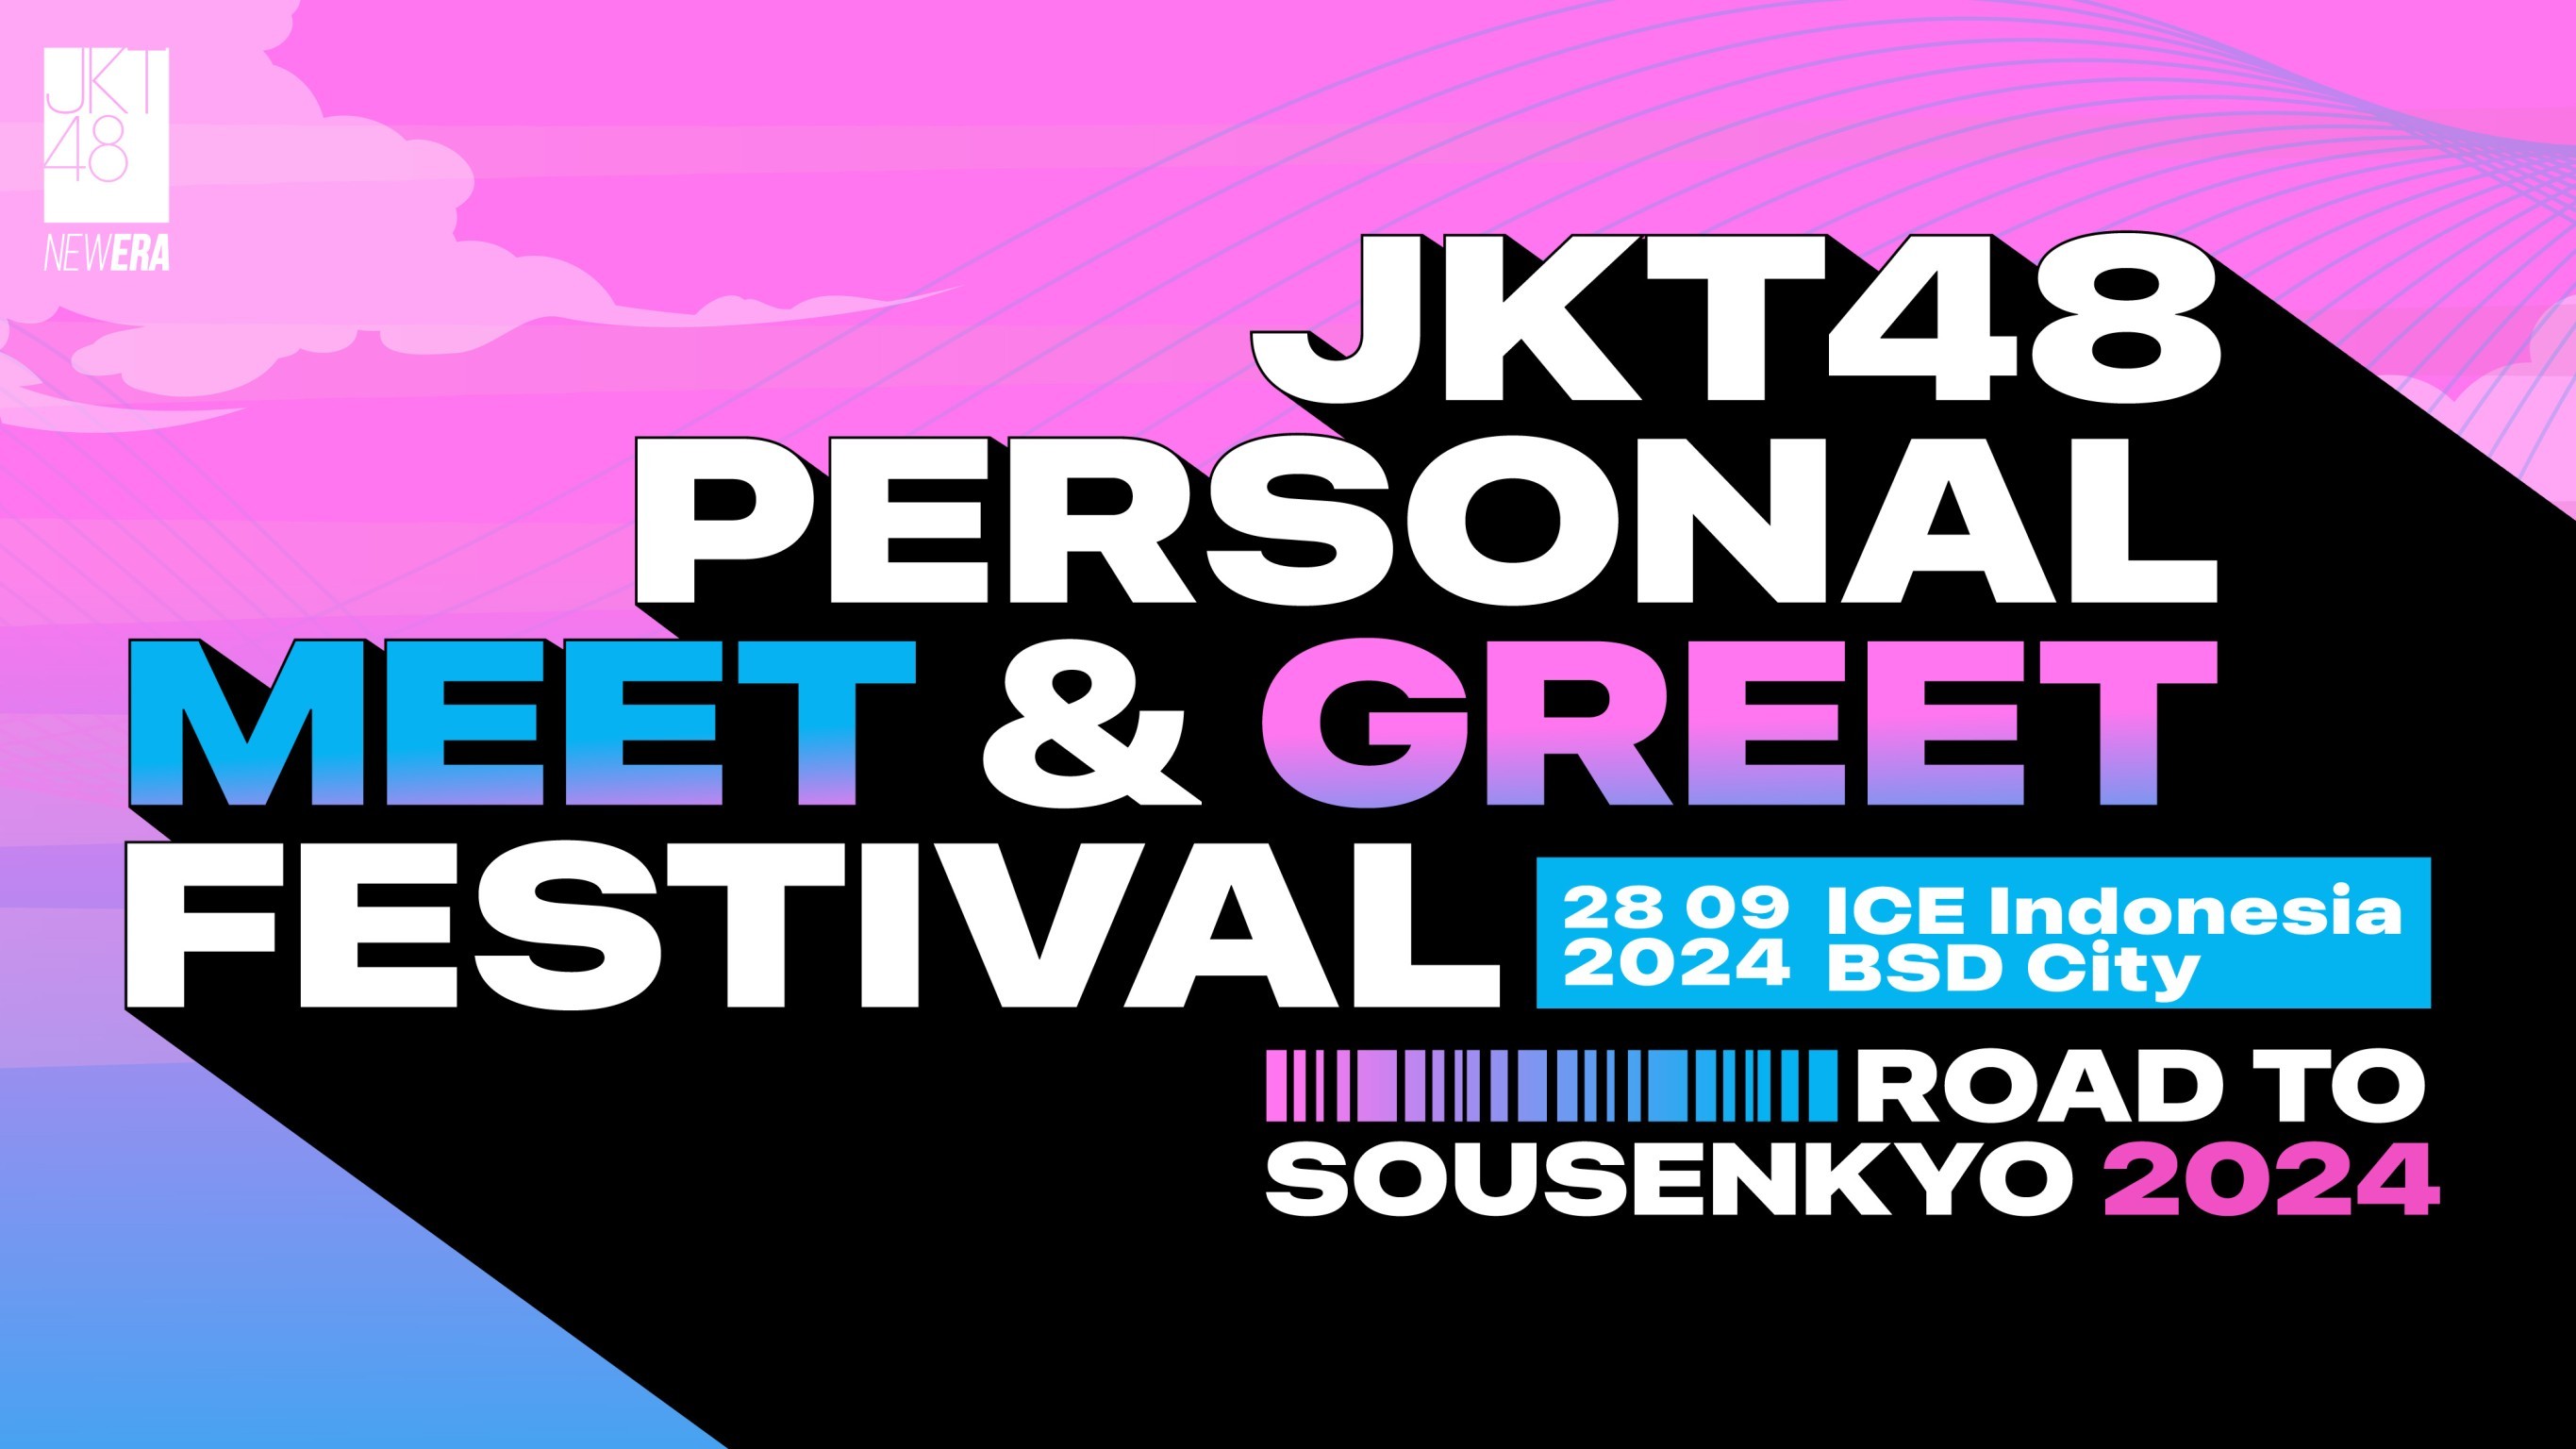 JKT
48
NEWERA
JKT48
PERSONAL
MEET & GREET
FESTIVAL
28 09
2024
ICE Indonesia
BSD City
ROAD TO
SOUSENKYO 2024